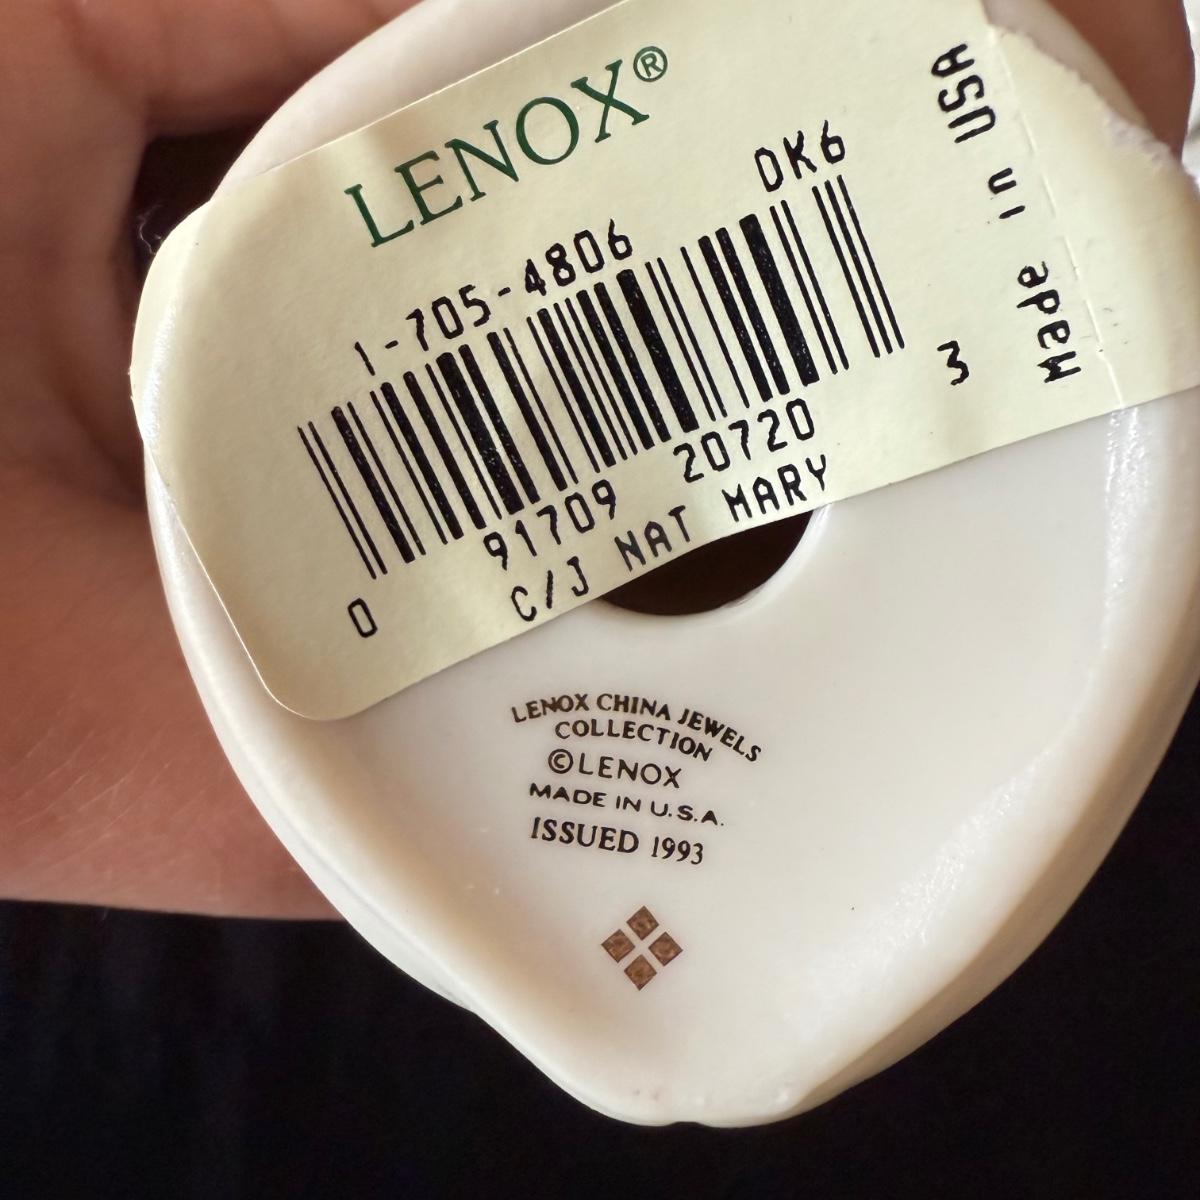 LENOX®
1-705-4806 OK6
0 91709 20720 3
C/J NAT MARY
Made in USA
LENOX CHINA JEWELS
COLLECTION
©LENOX
MADE IN U.S.A.
ISSUED 1993